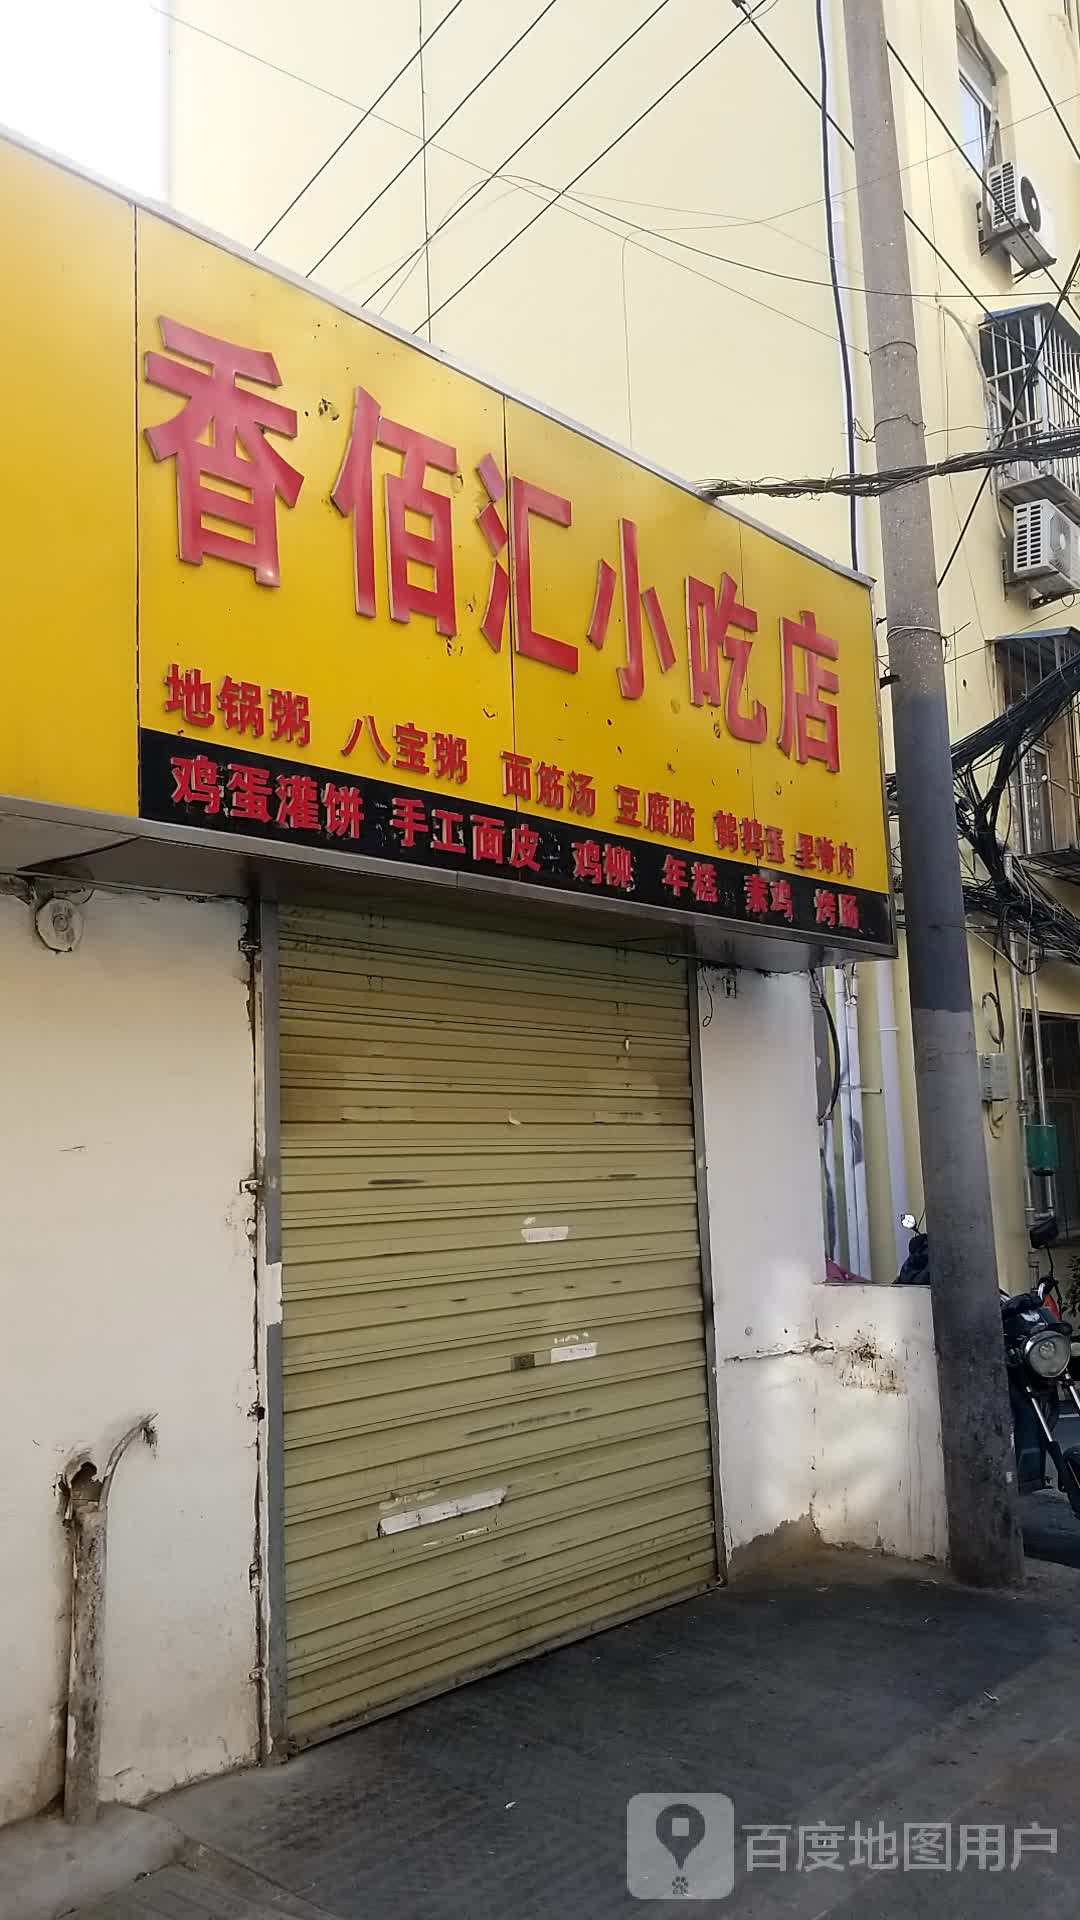 香佰汇小吃店
地锅粥 八宝粥 面筋汤 豆腐脑 鹌鹑蛋 里脊肉
鸡蛋灌饼 手工面皮 鸡柳 年糕 素鸡 烤肠
百度地图用户